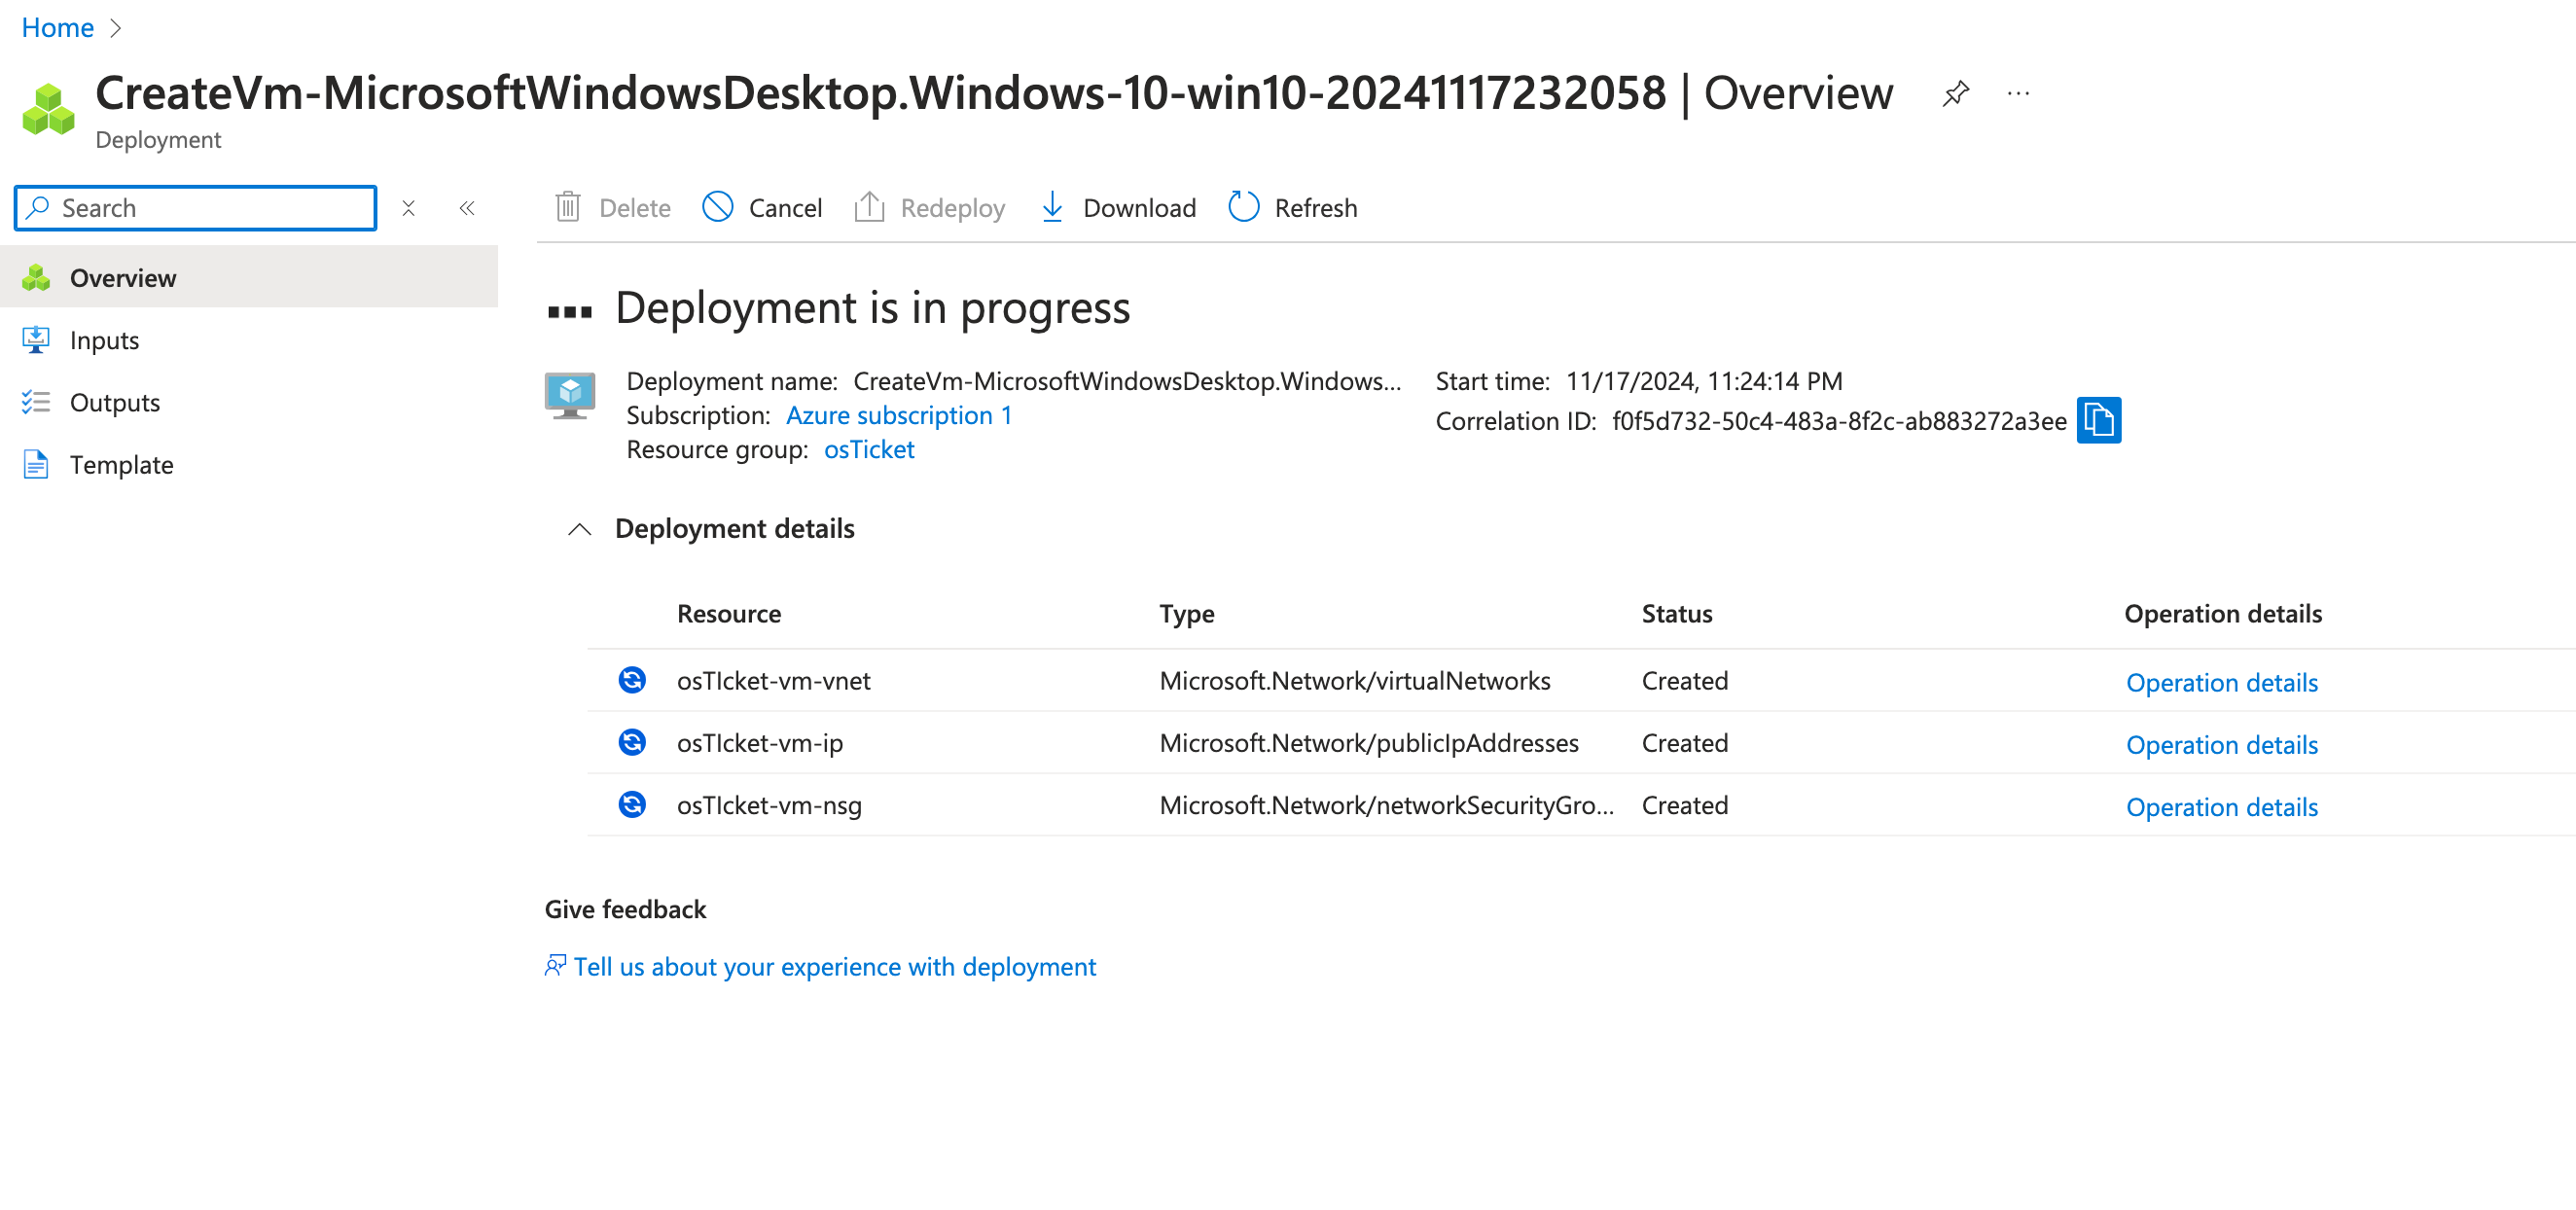 Home
CreateVm-MicrosoftWindowsDesktop.Windows-10-win10-20241117232058 | Overview
Deployment
Search
Delete Cancel Redeploy Download Refresh
Overview
Inputs
Outputs
Template
Deployment is in progress
Deployment name: CreateVm-MicrosoftWindowsDesktop.Windows... Start time: 11/17/2024, 11:24:14 PM
Subscription: Azure subscription 1 Correlation ID: f0f5d732-50c4-483a-8f2c-ab883272a3ee
Resource group: osTicket
Deployment details
Resource Type Status Operation details
osTIcket-vm-vnet Microsoft.Network/virtualNetworks Created Operation details
osTIcket-vm-ip Microsoft.Network/publicIpAddresses Created Operation details
osTIcket-vm-nsg Microsoft.Network/networkSecurityGro... Created Operation details
Give feedback
Tell us about your experience with deployment